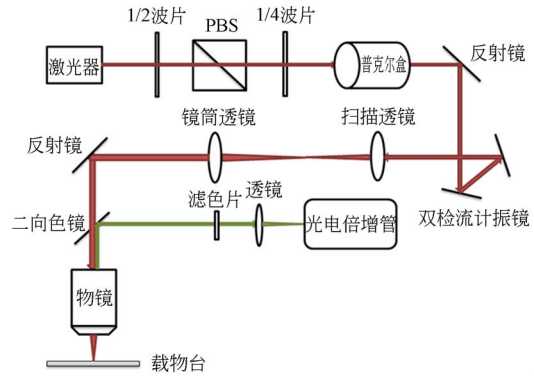 1/2波片
PBS
1/4波片
激光器
普克尔盒
反射镜
反射镜
镜筒透镜
扫描透镜
二向色镜
滤色片
透镜
光电倍增管
双检流计振镜
物镜
载物台